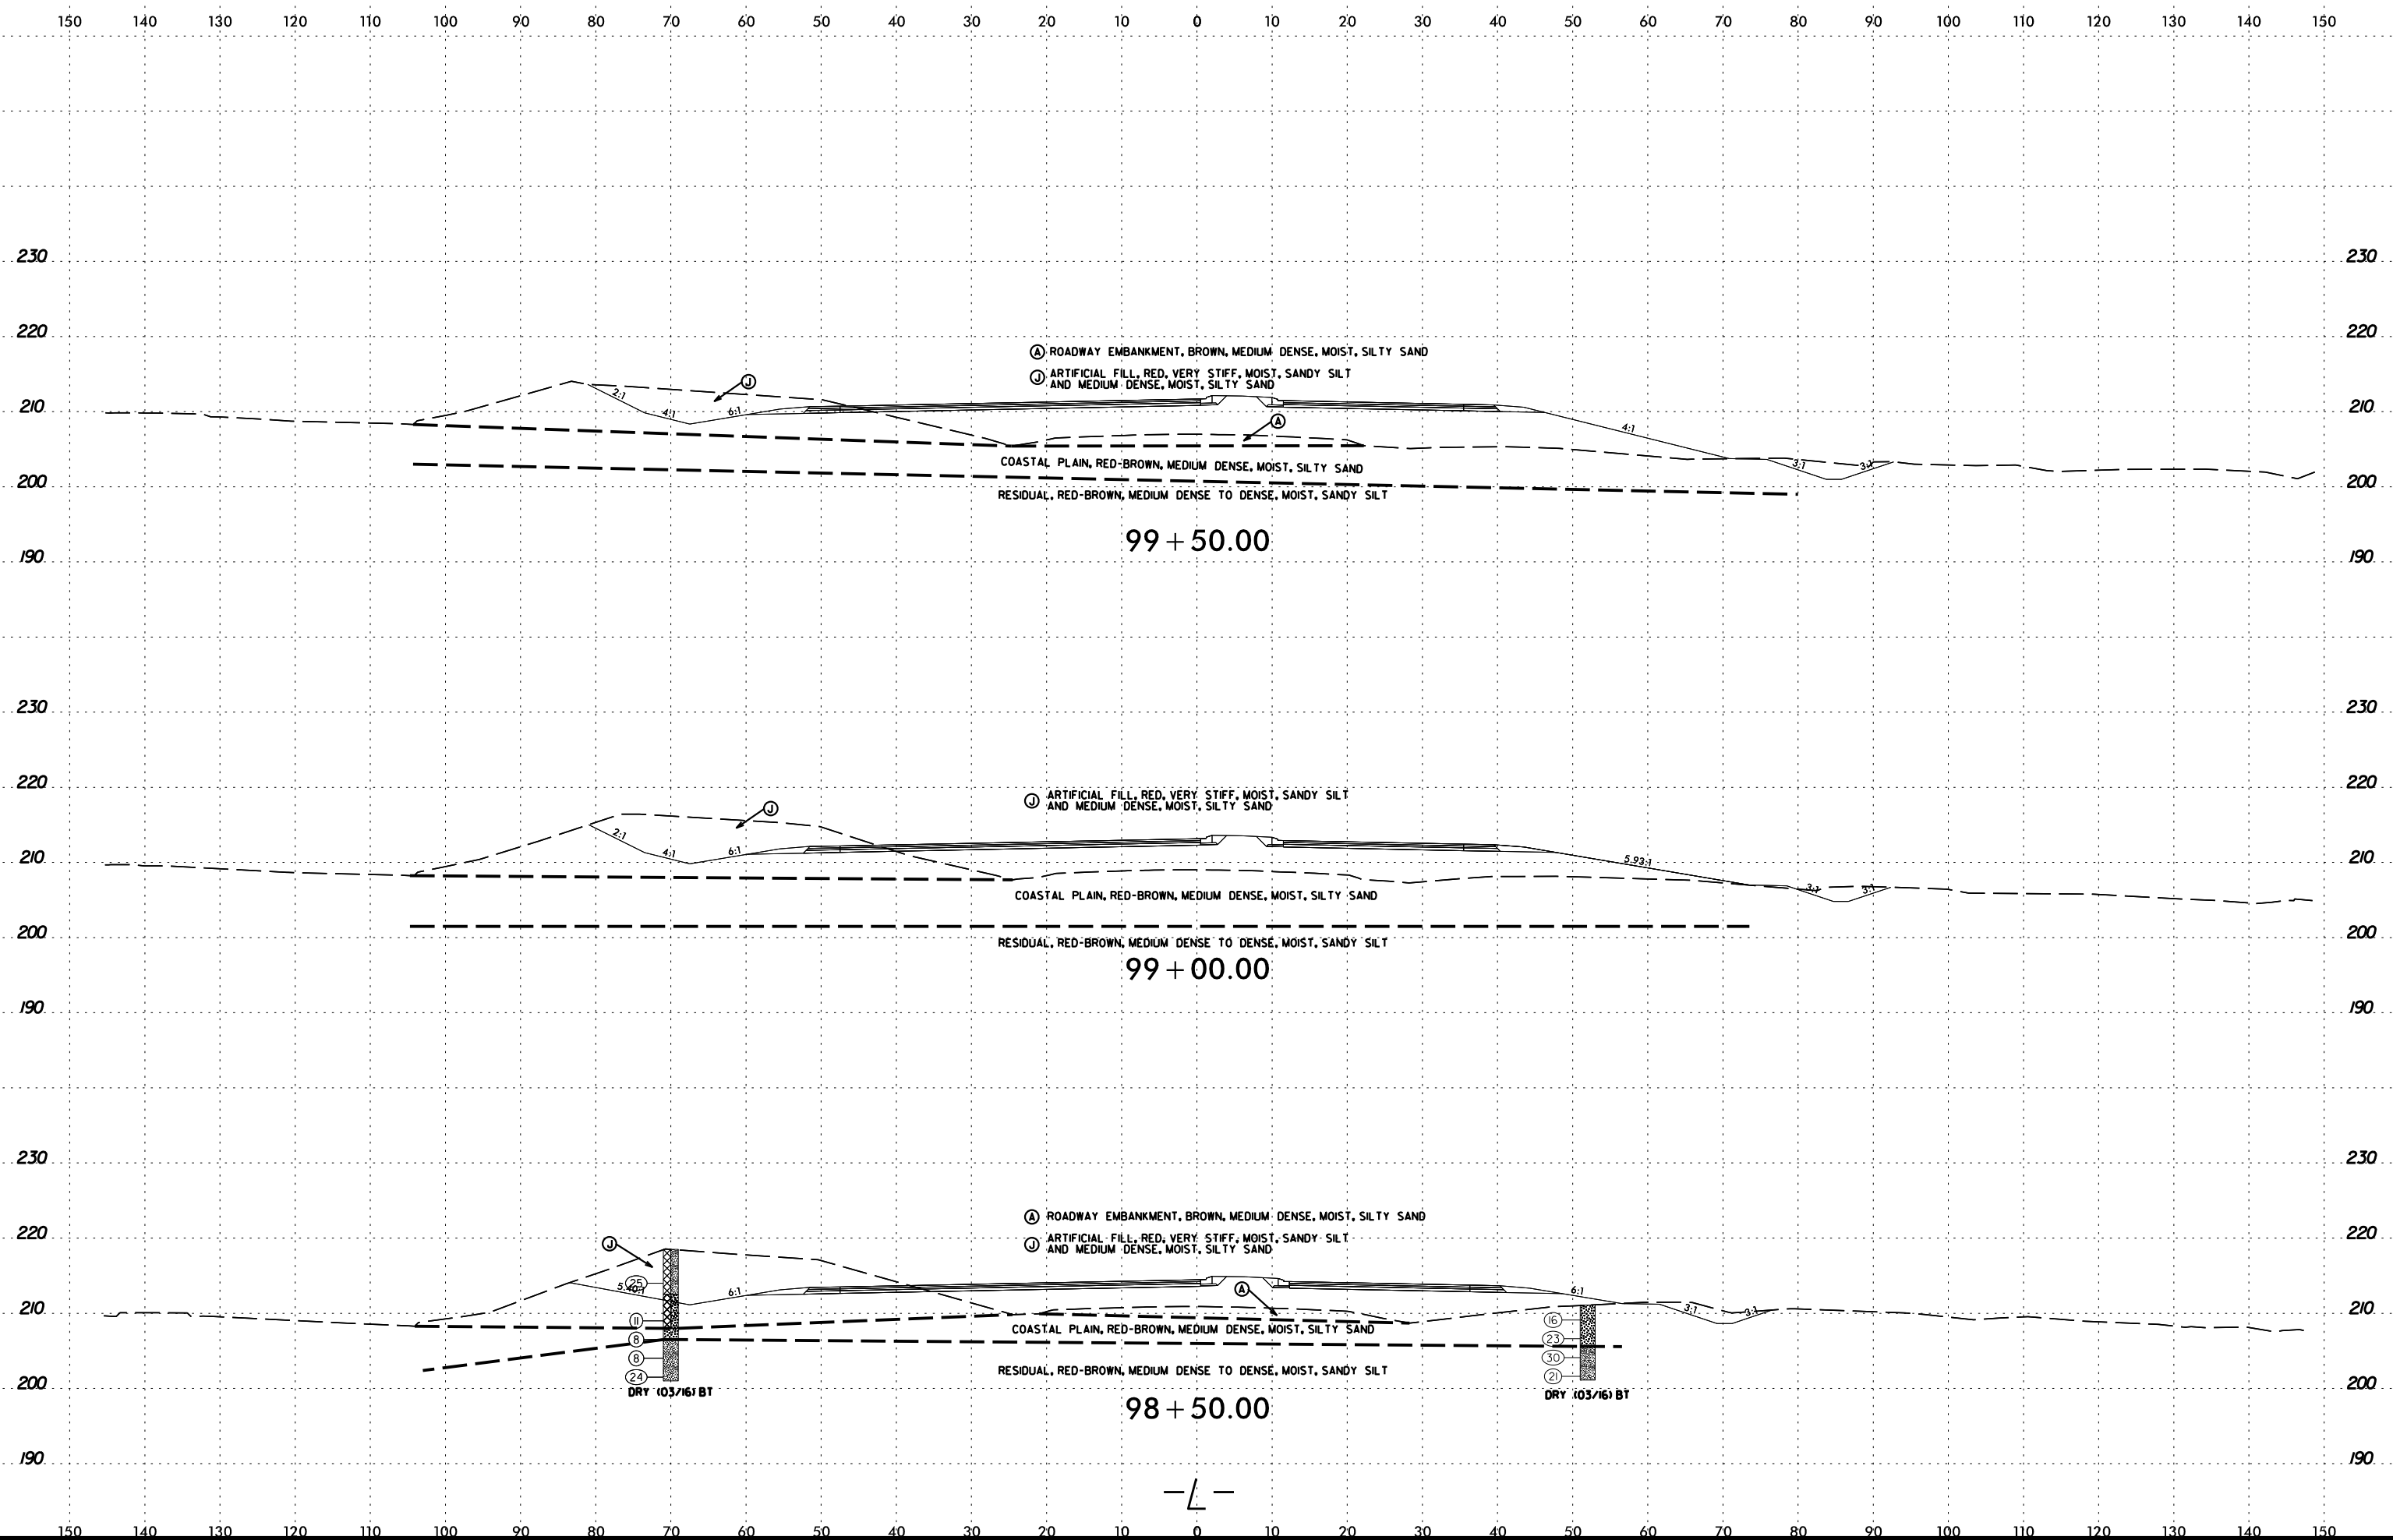 150 140 130 120 110 100 90 80 70 60 50 40 30 20 10 0 10 20 30 40 50 60 70 80 90 100 110 120 130 140 150
230 230
220 220
A ROADWAY EMBANKMENT, BROWN, MEDIUM DENSE, MOIST, SILTY SAND
J ARTIFICIAL FILL, RED, VERY STIFF, MOIST, SANDY SILT
AND MEDIUM DENSE, MOIST, SILTY SAND
J
2:1 4:1 6:1
210 210
A
4:1
3:1 3:1
COASTAL PLAIN, RED-BROWN, MEDIUM DENSE, MOIST, SILTY SAND
200 200
RESIDUAL, RED-BROWN, MEDIUM DENSE TO DENSE, MOIST, SANDY SILT
99+50.00
190 190
230 230
220 220
J ARTIFICIAL FILL, RED, VERY STIFF, MOIST, SANDY SILT
AND MEDIUM DENSE, MOIST, SILTY SAND
J
2:1 4:1 6:1
210 210
5.93:1
3:1 3:1
COASTAL PLAIN, RED-BROWN, MEDIUM DENSE, MOIST, SILTY SAND
200 200
RESIDUAL, RED-BROWN, MEDIUM DENSE TO DENSE, MOIST, SANDY SILT
99+00.00
190 190
230 230
A ROADWAY EMBANKMENT, BROWN, MEDIUM DENSE, MOIST, SILTY SAND
220 220
J ARTIFICIAL FILL, RED, VERY STIFF, MOIST, SANDY SILT
AND MEDIUM DENSE, MOIST, SILTY SAND
J
25
6:1
A
6:1
210 210
3:1 3:1
11
16
COASTAL PLAIN, RED-BROWN, MEDIUM DENSE, MOIST, SILTY SAND
8
23
8
30
RESIDUAL, RED-BROWN, MEDIUM DENSE TO DENSE, MOIST, SANDY SILT
24
21
200 200
DRY (03/16) BT
DRY (03/16) BT
98+50.00
190 190
-L-
150 140 130 120 110 100 90 80 70 60 50 40 30 20 10 0 10 20 30 40 50 60 70 80 90 100 110 120 130 140 150